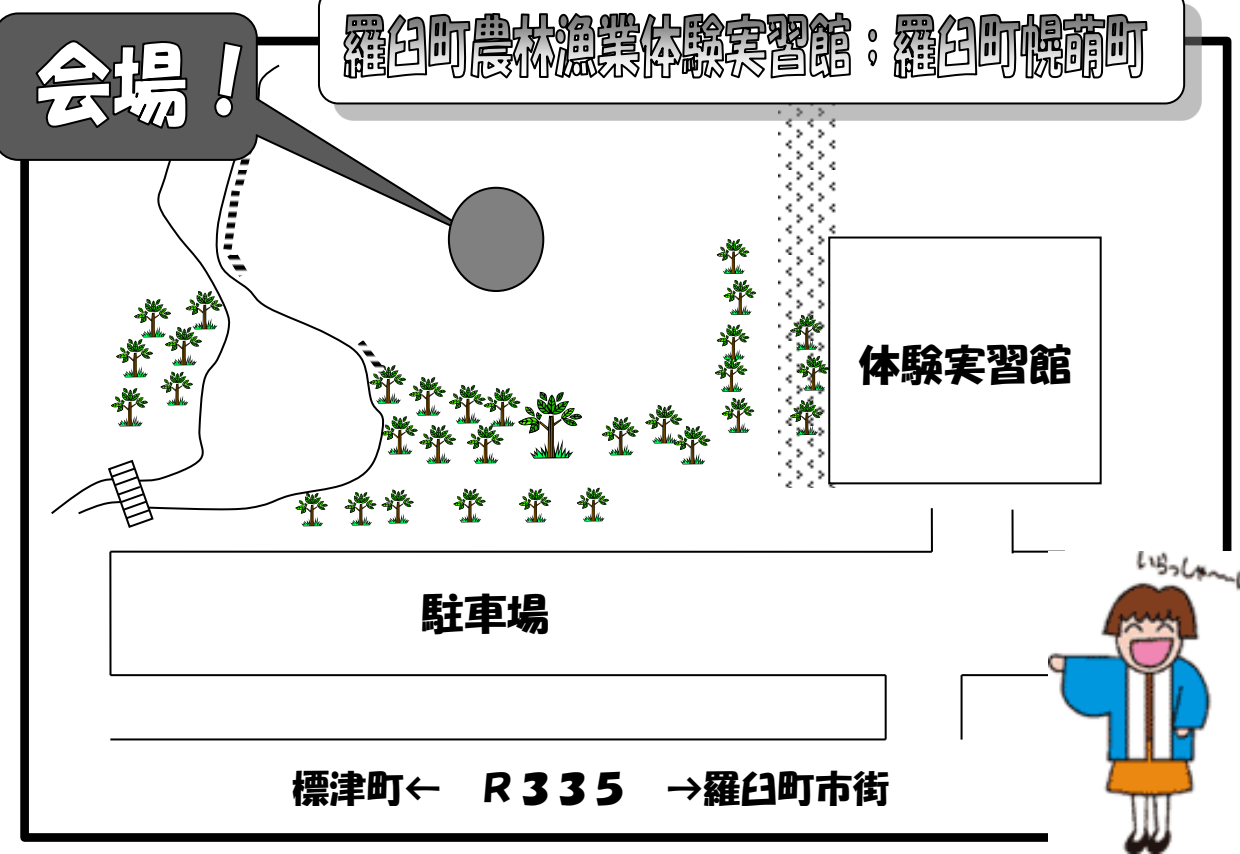 羅臼町農林漁業体験実習館；羅臼町幌萌町
会場！
体験実習館
駐車場
いらっしゃ～い
標津町←　Ｒ３３５　→羅臼町市街